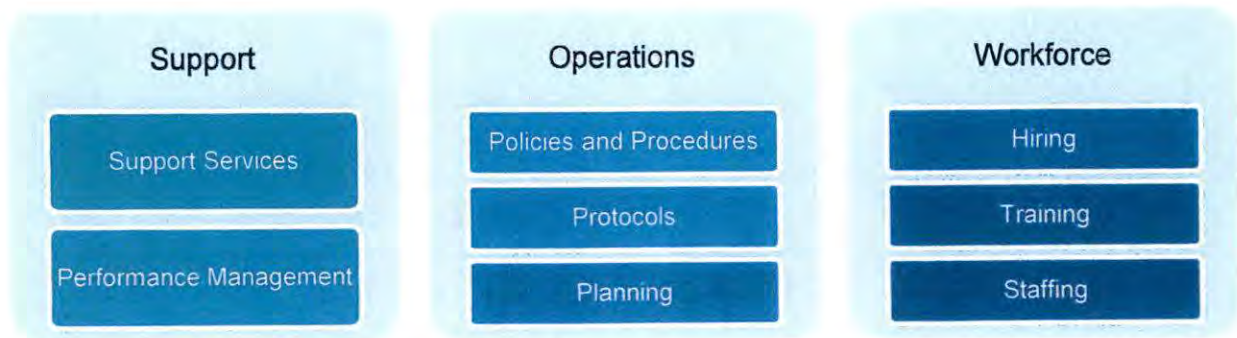 Support
Support Services
Performance Management
Operations
Policies and Procedures
Protocols
Planning
Workforce
Hiring
Training
Staffing